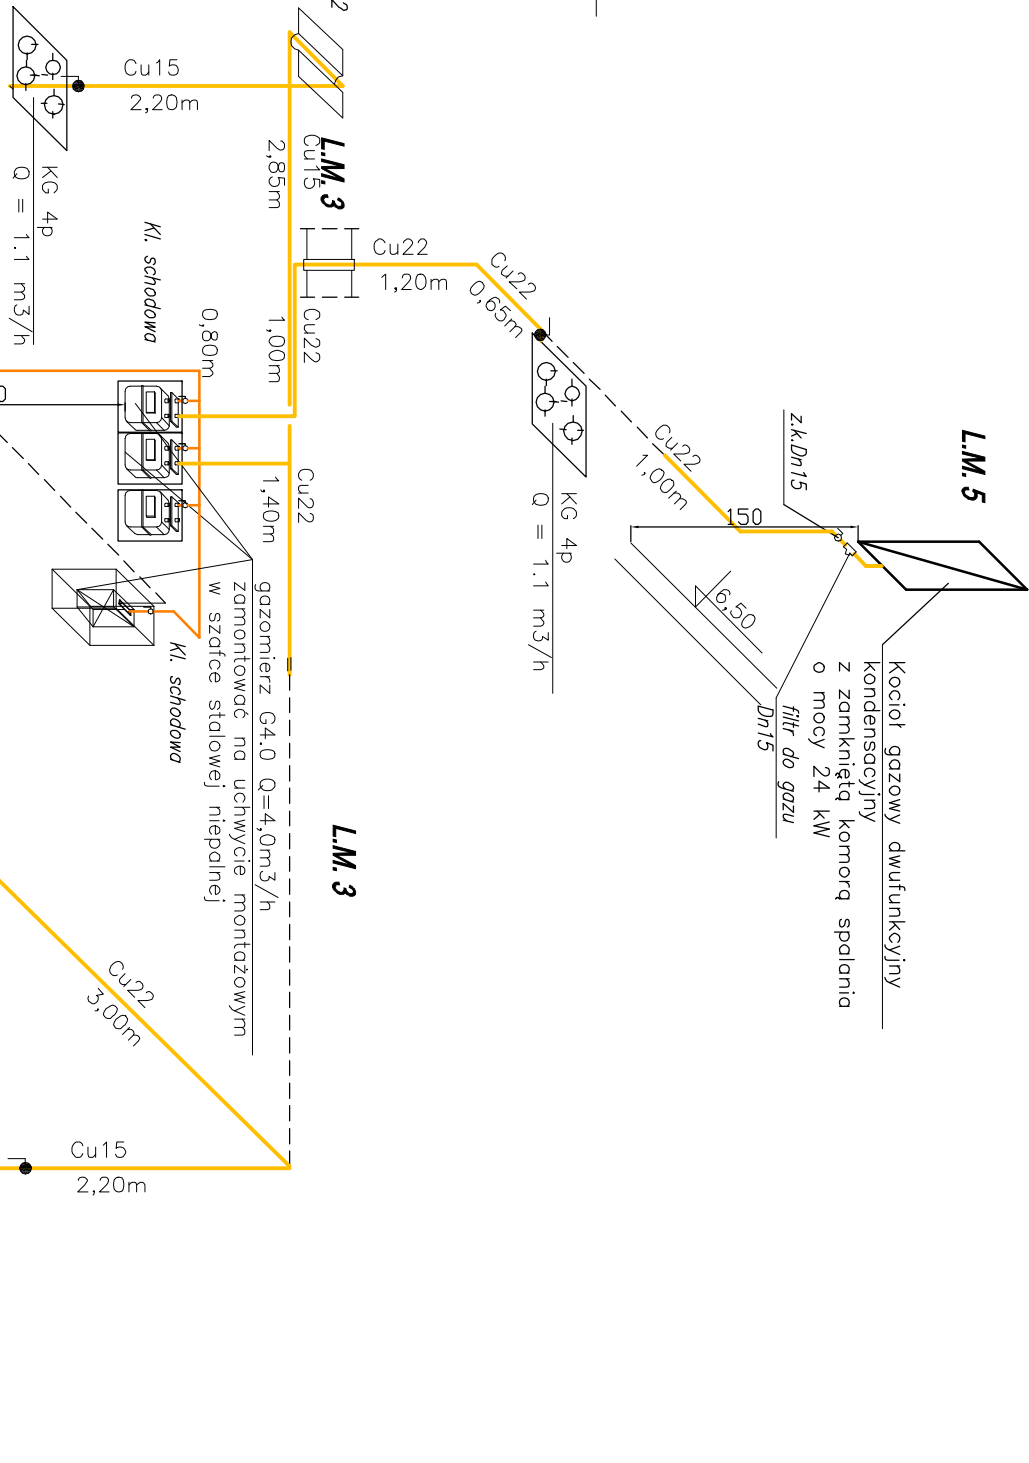 2
Cu15
2,20m
KG 4p
Q = 1.1 m3/h
L.M. 3
Cu15
2,85m
Kl. schodowa
Cu22
1,20m
Cu22
0,65m
Cu22
1,00m
0,80m
KG 4p
Q = 1.1 m3/h
Cu22
1,00m
z.k.Dn15
L.M. 5
150
6,50
Cu22
1,40m
gazomierz G4.0 Q=4,0m3/h
zamontować na uchwycie montażowym
w szafce stalowej niepalnej
Kl. schodowa
filtr do gazu
Dn15
Kocioł gazowy dwufunkcyjny
kondensacyjny
z zamkniętą komorą spalania
o mocy 24 kW
L.M. 3
Cu22
3,00m
Cu15
2,20m